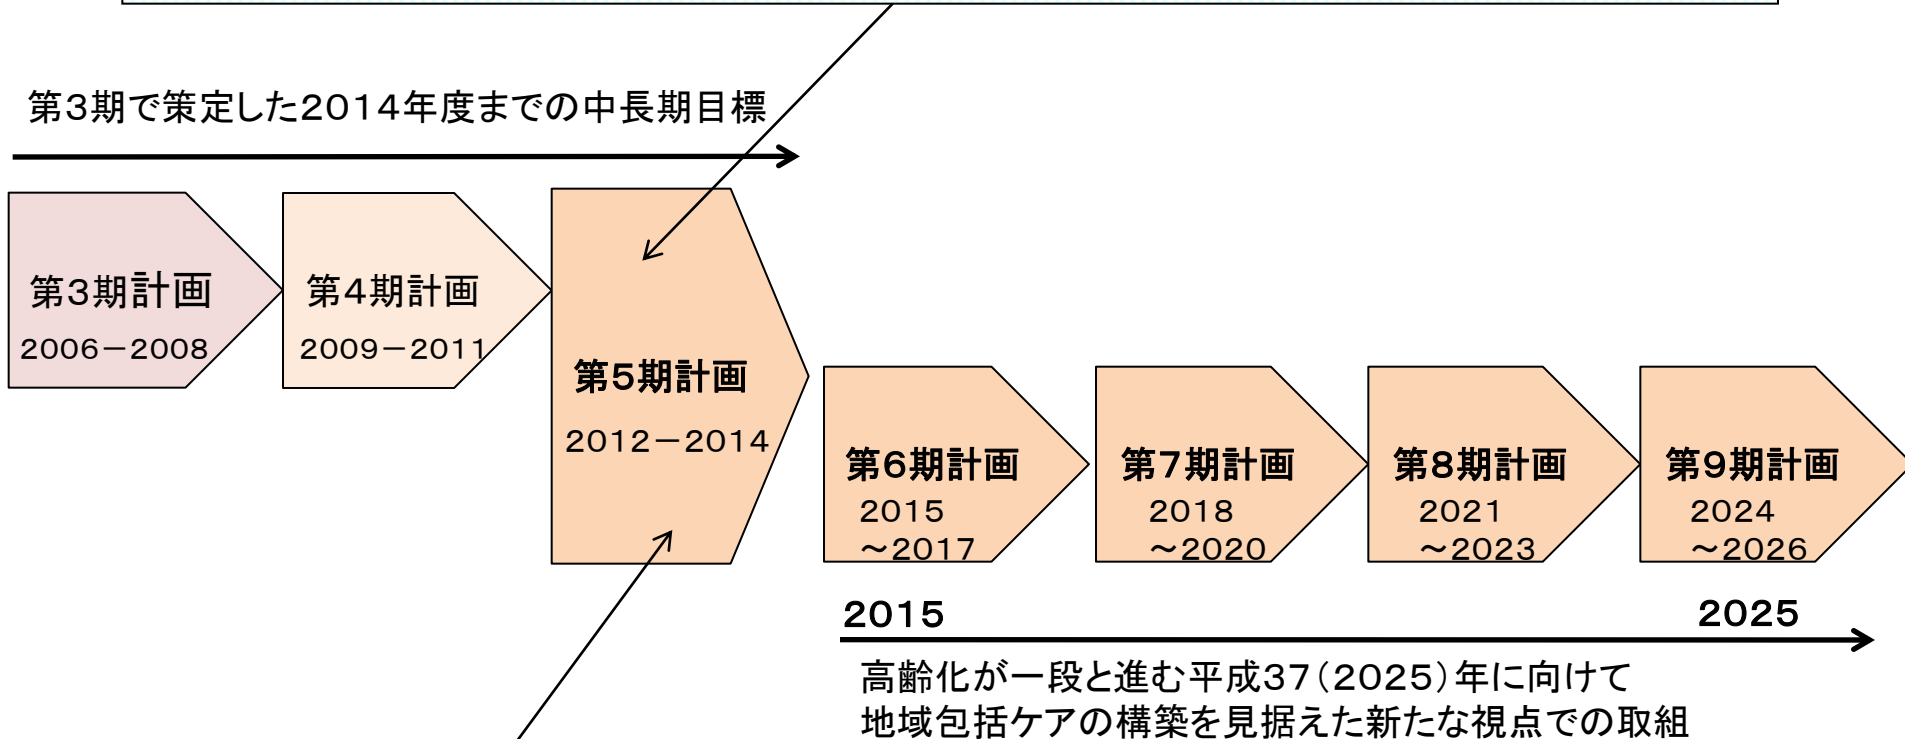 第3期で策定した2014年度までの中長期目標
第3期計画
2006－2008
第4期計画
2009－2011
第5期計画
2012－2014
第6期計画
2015
～2017
第7期計画
2018
～2020
第8期計画
2021
～2023
第9期計画
2024
～2026
2015
2025
高齢化が一段と進む平成37(2025)年に向けて
地域包括ケアの構築を見据えた新たな視点での取組